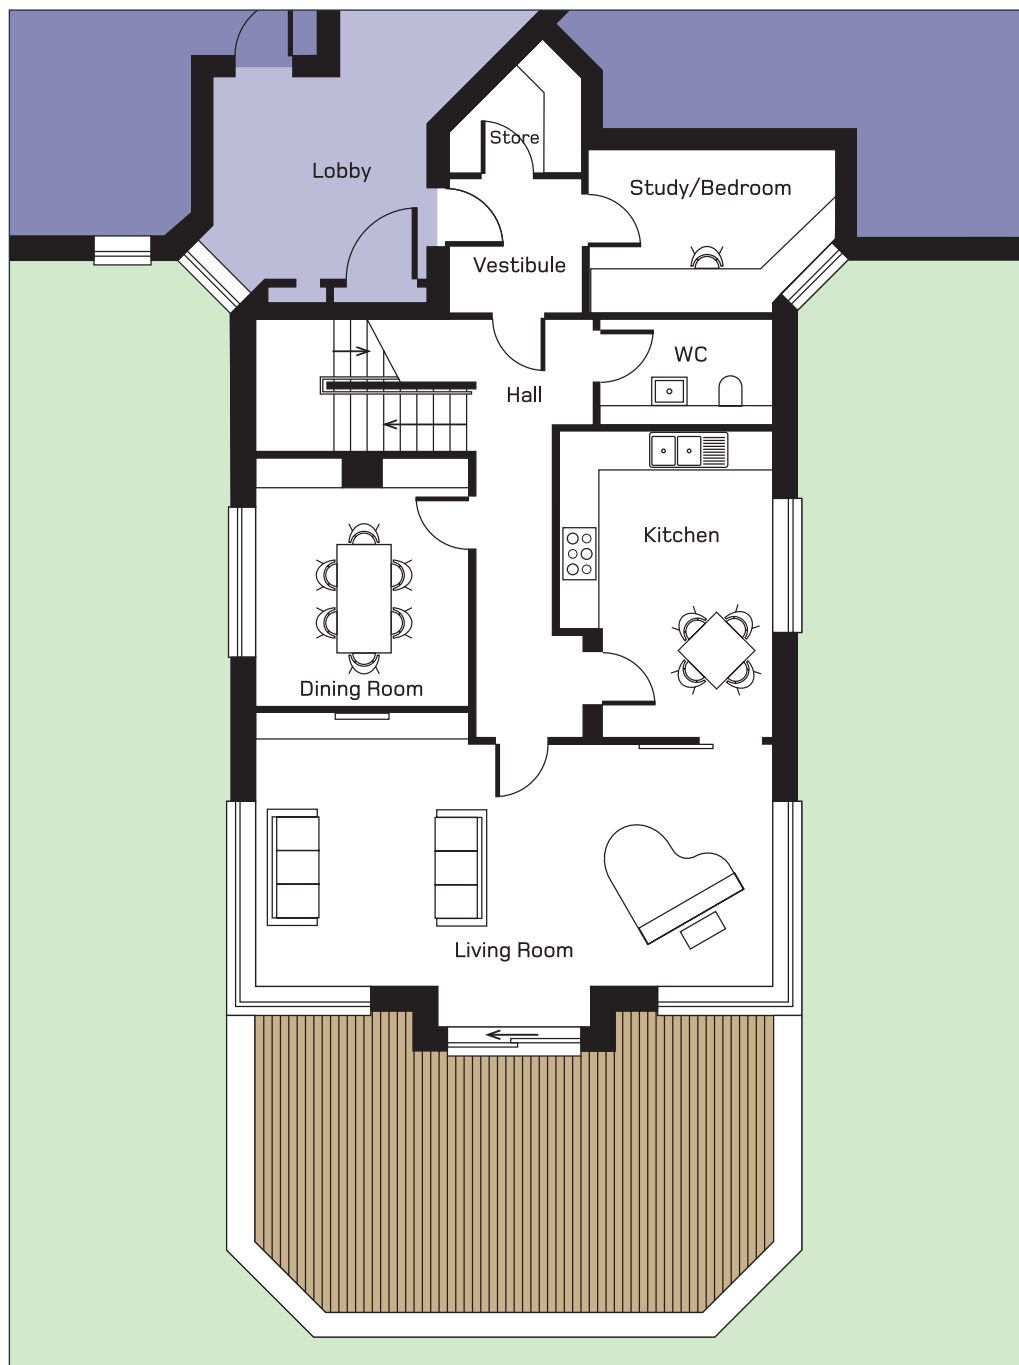 Store
Lobby
Study/Bedroom
Vestibule
WC
Hall
Kitchen
Dining Room
Living Room